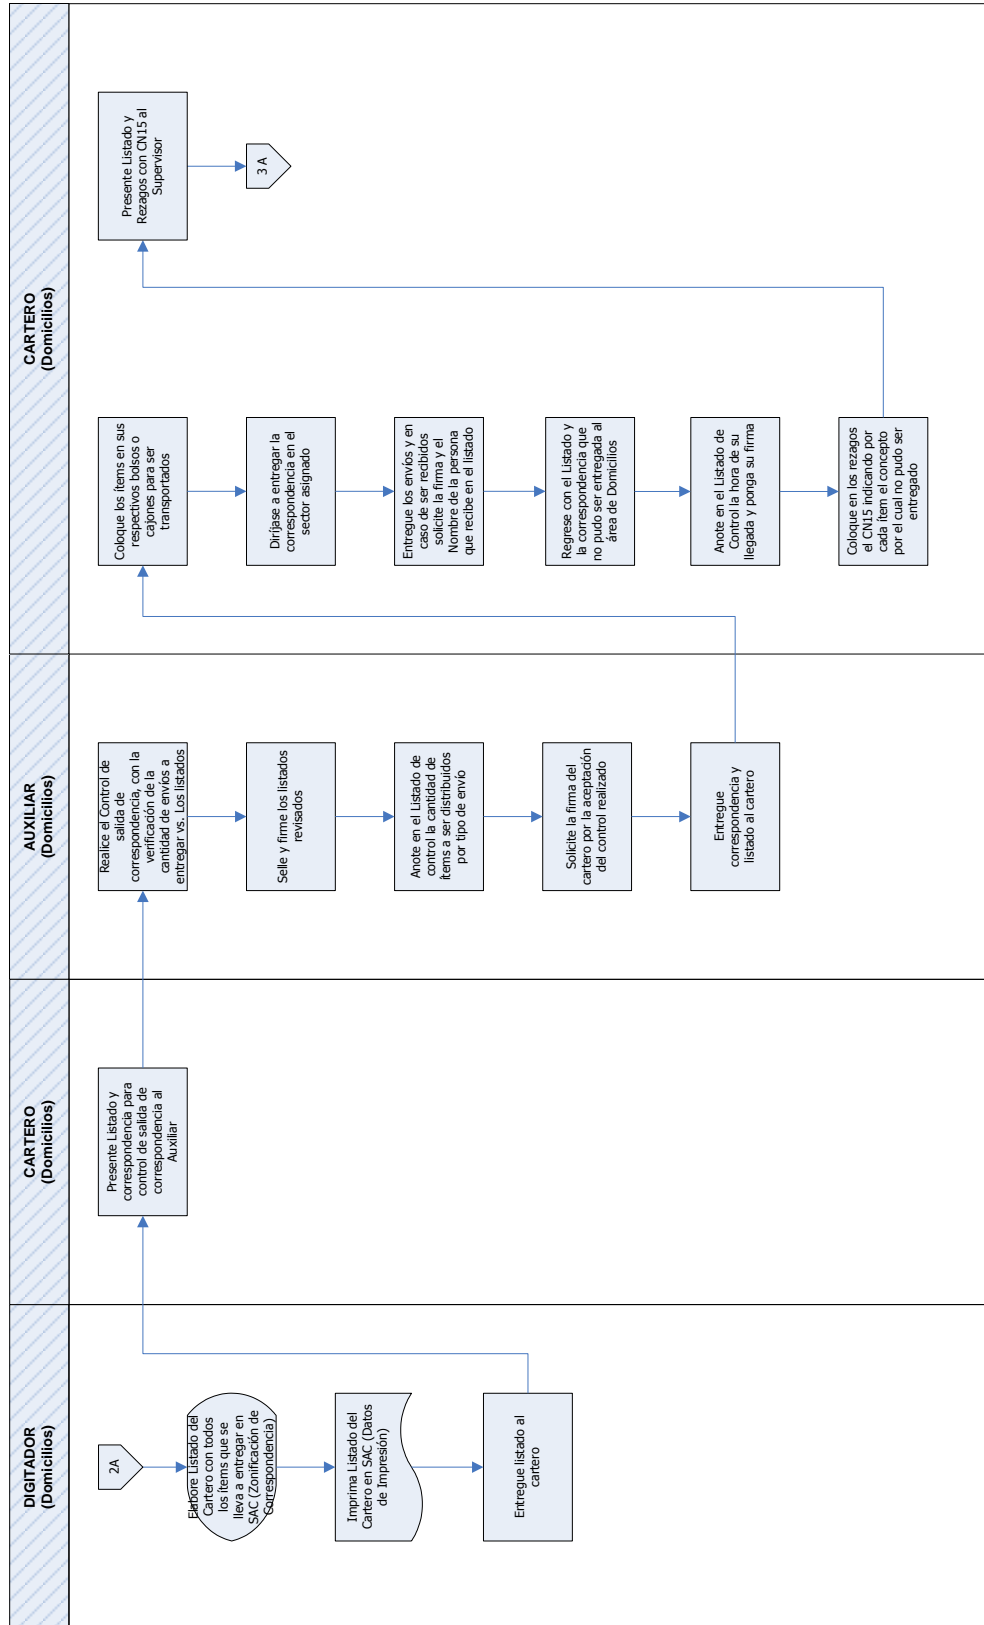 DIGITADOR
(Domicilios)
CARTERO
(Domicilios)
AUXILIAR
(Domicilios)
CARTERO
(Domicilios)
2A
Elabore Listado del
Cartero con todos
los ítems que se
lleva a entregar en
SAC (Zonificación de
Correspondencia)
Imprima Listado del
Cartero en SAC (Datos
de Impresión)
Entregue listado al
cartero
Presente Listado y
correspondencia para
control de salida de
correspondencia al
Auxiliar
Realice el Control de
salida de
correspondencia, con la
verificación de la
cantidad de envíos a
entregar vs. Los listados
Selle y firme los listados
revisados
Anote en el Listado de
control la cantidad de
ítems a ser distribuidos
por tipo de envío
Solicite la firma del
cartero por la aceptación
del control realizado
Entregue
correspondencia y
listado al cartero
Coloque los ítems en sus
respectivos bolsos o
cajones para ser
transportados
Diríjase a entregar la
correspondencia en el
sector asignado
Entregue los envíos y en
caso de ser recibidos
solicite la firma y el
Nombre de la persona
que recibe en el listado
Regrese con el Listado y
la correspondencia que
no pudo ser entregada al
área de Domicilios
Anote en el Listado de
Control la hora de su
llegada y ponga su firma
Coloque en los rezagos
el CN15 indicando por
cada ítem el concepto
por el cual no pudo ser
entregado
Presente Listado y
Rezagos con CN15 al
Supervisor
3 A